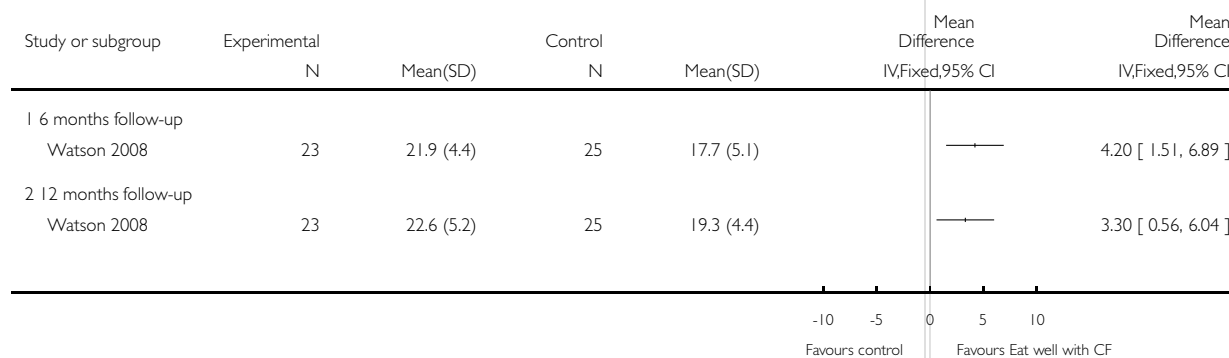 Study or subgroup Experimental Control Mean Difference Mean Difference
N Mean(SD) N Mean(SD) IV,Fixed,95% CI IV,Fixed,95% CI
1 6 months follow-up
Watson 2008 23 21.9 (4.4) 25 17.7 (5.1) 4.20 [ 1.51, 6.89 ]
2 12 months follow-up
Watson 2008 23 22.6 (5.2) 25 19.3 (4.4) 3.30 [ 0.56, 6.04 ]
-10 -5 0 5 10
Favours control Favours Eat well with CF